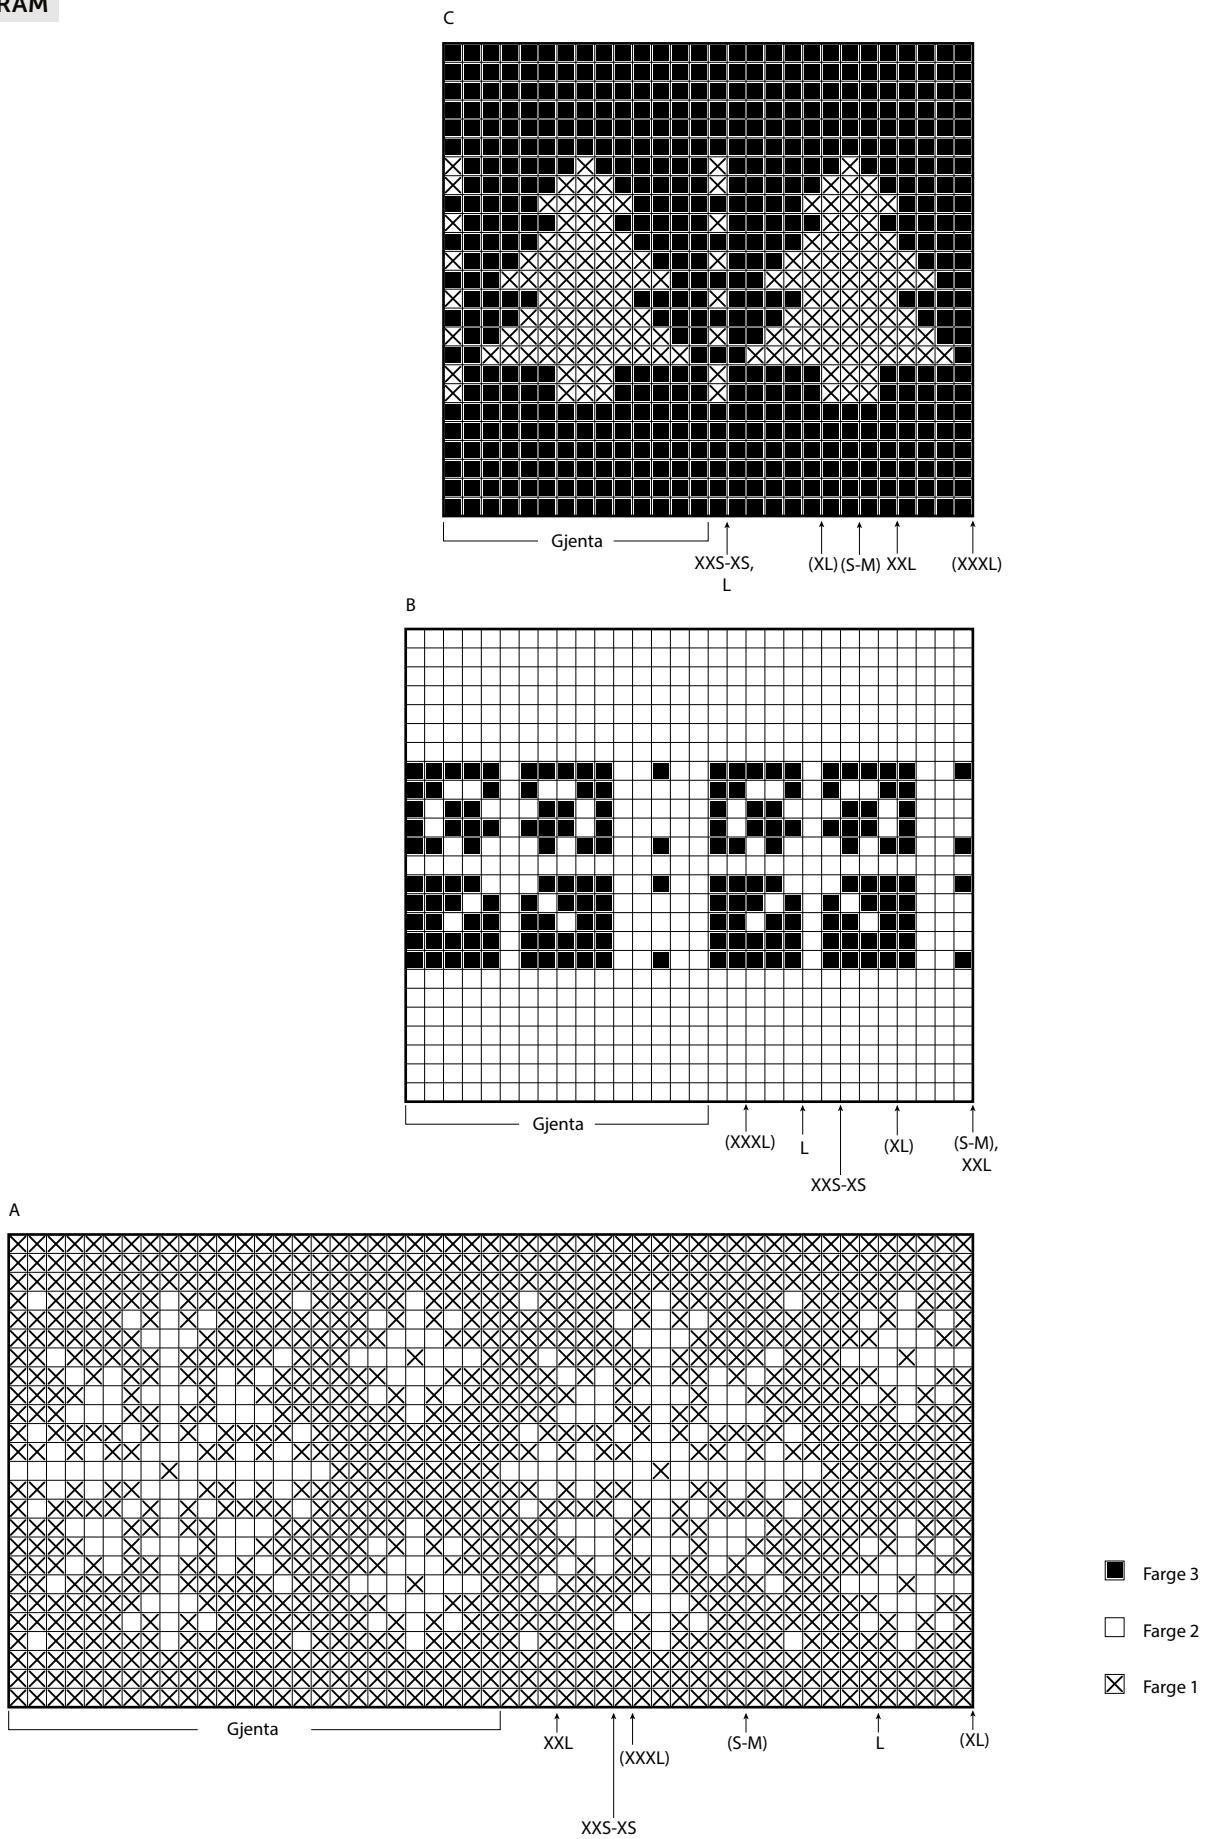 C
Gjenta
XXS-XS,
L
(XL)
(S-M)
XXL
(XXXL)
B
Gjenta
(XXXL)
L
XXS-XS
(XL)
(S-M),
XXL
A
Gjenta
XXL
XXS-XS
(XXXL)
(S-M)
L
(XL)
Farge 3
Farge 2
Farge 1